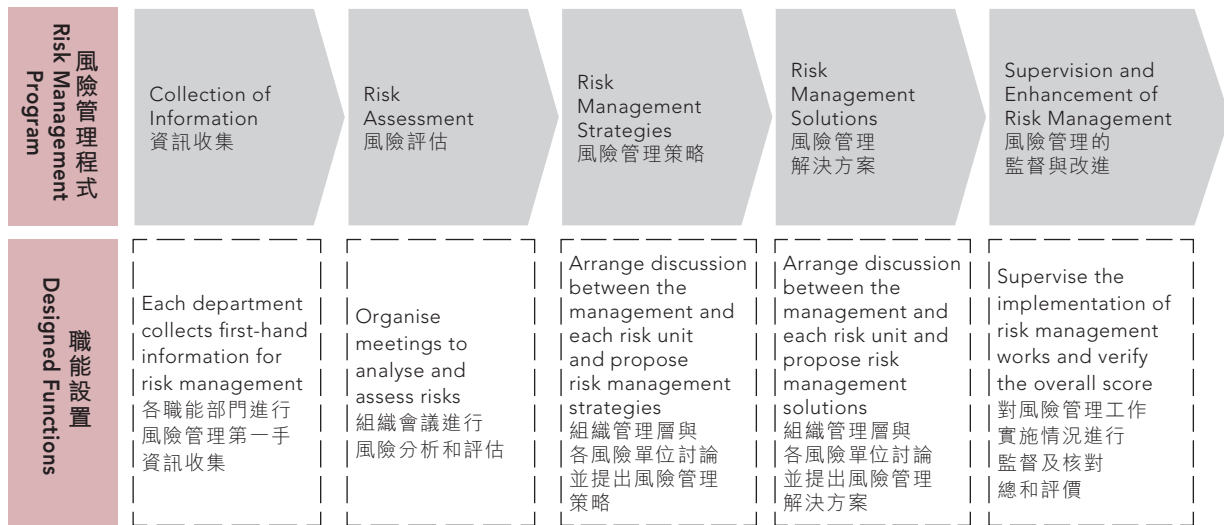 風險管理程式
Risk Management
Program
Collection of
Information
資訊收集
Risk
Assessment
風險評估
Risk
Management
Strategies
風險管理策略
Risk
Management
Solutions
風險管理
解決方案
Supervision and
Enhancement of
Risk Management
風險管理的
監督與改進
職能設置
Designed Functions
Each department
collects first-hand
information for
risk management
各職能部門進行
風險管理第一手
資訊收集
Organise
meetings to
analyse and
assess risks
組織會議進行
風險分析和評估
Arrange discussion
between the
management and
each risk unit
and propose
risk management
strategies
組織管理層與
各風險單位討論
並提出風險管理
策略
Arrange discussion
between the
management and
each risk unit and
propose risk
management
solutions
組織管理層與
各風險單位討論
並提出風險管理
解決方案
Supervise the
implementation of
risk management
works and verify
the overall score
對風險管理工作
實施情況進行
監督及核對
總和評價